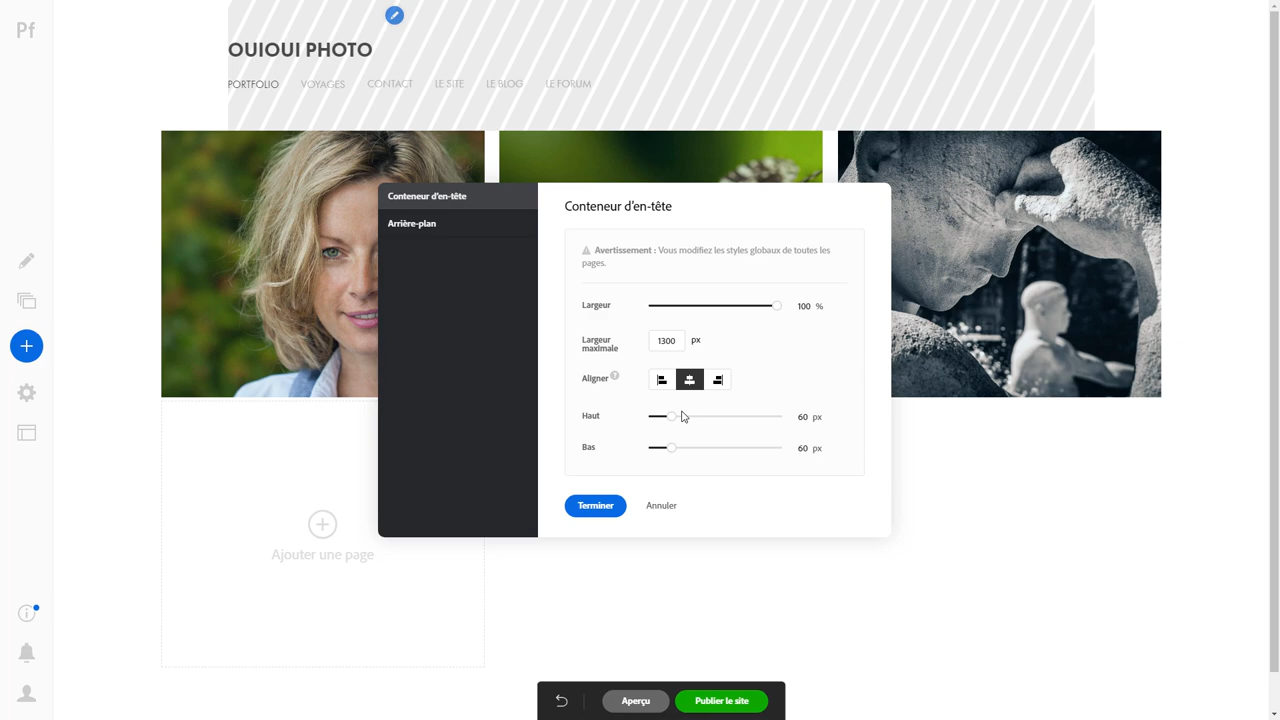 Pf
OUIOUI PHOTO
PORTFOLIO VOYAGES CONTACT LE SITE LE BLOG LE FORUM
Conteneur d'en-tête
Arrière-plan
Conteneur d'en-tête
Avertissement : Vous modifiez les styles globaux de toutes les
pages.
Largeur 100 %
Largeur
maximale 1300 px
Aligner ?
Haut 60 px
Bas 60 px
Terminer Annuler
Ajouter une page
Aperçu Publier le site